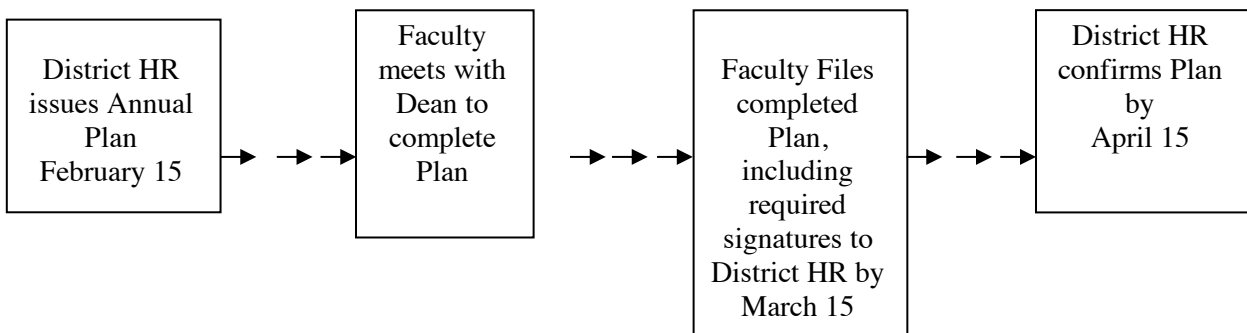 District HR
issues Annual
Plan
February 15
Faculty
meets with
Dean to
complete
Plan
Faculty Files
completed
Plan,
including
required
signatures to
District HR by
March 15
District HR
confirms Plan
by
April 15